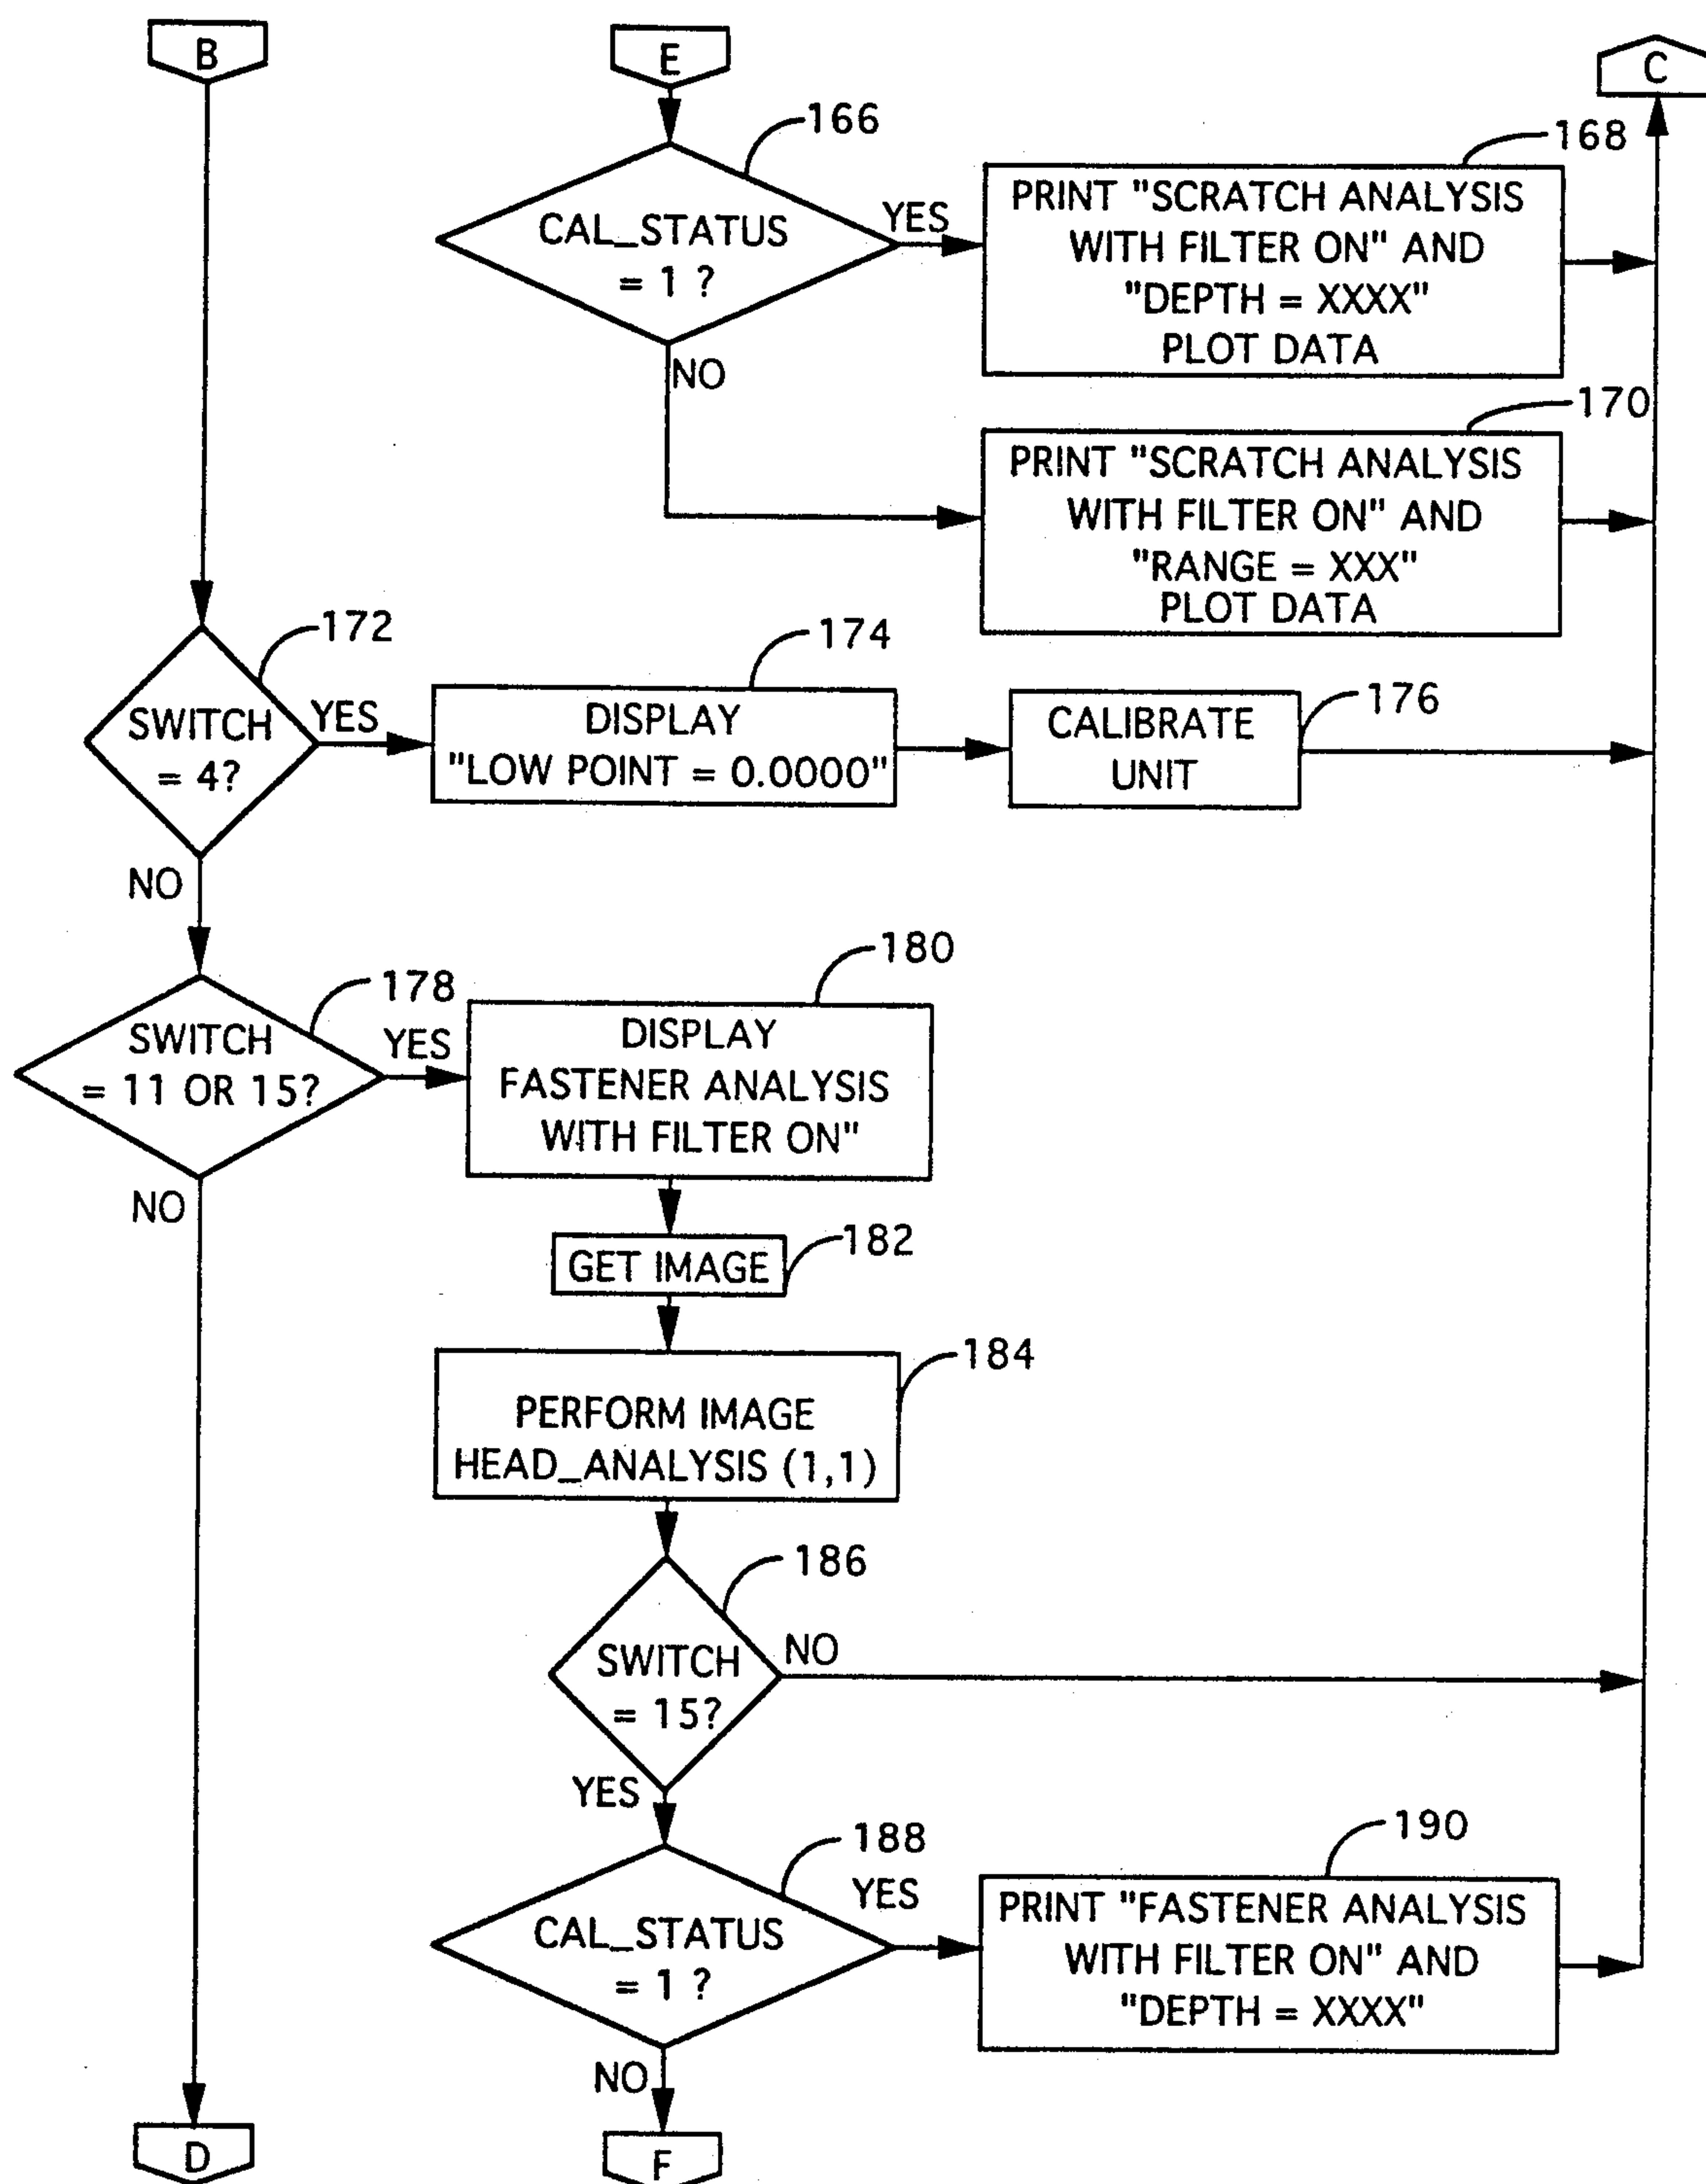 B
E
C
166
168
CAL_STATUS
= 1 ?
YES
NO
PRINT "SCRATCH ANALYSIS
WITH FILTER ON" AND
"DEPTH = XXXX"
PLOT DATA
170
PRINT "SCRATCH ANALYSIS
WITH FILTER ON" AND
"RANGE = XXX"
PLOT DATA
172
SWITCH
= 4?
YES
NO
174
DISPLAY
"LOW POINT = 0.0000"
176
CALIBRATE
UNIT
178
SWITCH
= 11 OR 15?
YES
NO
180
DISPLAY
FASTENER ANALYSIS
WITH FILTER ON"
182
GET IMAGE
184
PERFORM IMAGE
HEAD_ANALYSIS (1,1)
186
SWITCH
= 15?
NO
YES
188
CAL_STATUS
= 1 ?
YES
NO
190
PRINT "FASTENER ANALYSIS
WITH FILTER ON" AND
"DEPTH = XXXX"
D
F